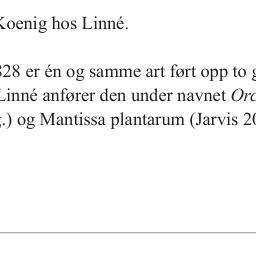 Koenig hos Linné.
828 er én og samme art ført opp to g
Linné anfører den under navnet Orc
g.) og Mantissa plantarum (Jarvis 20